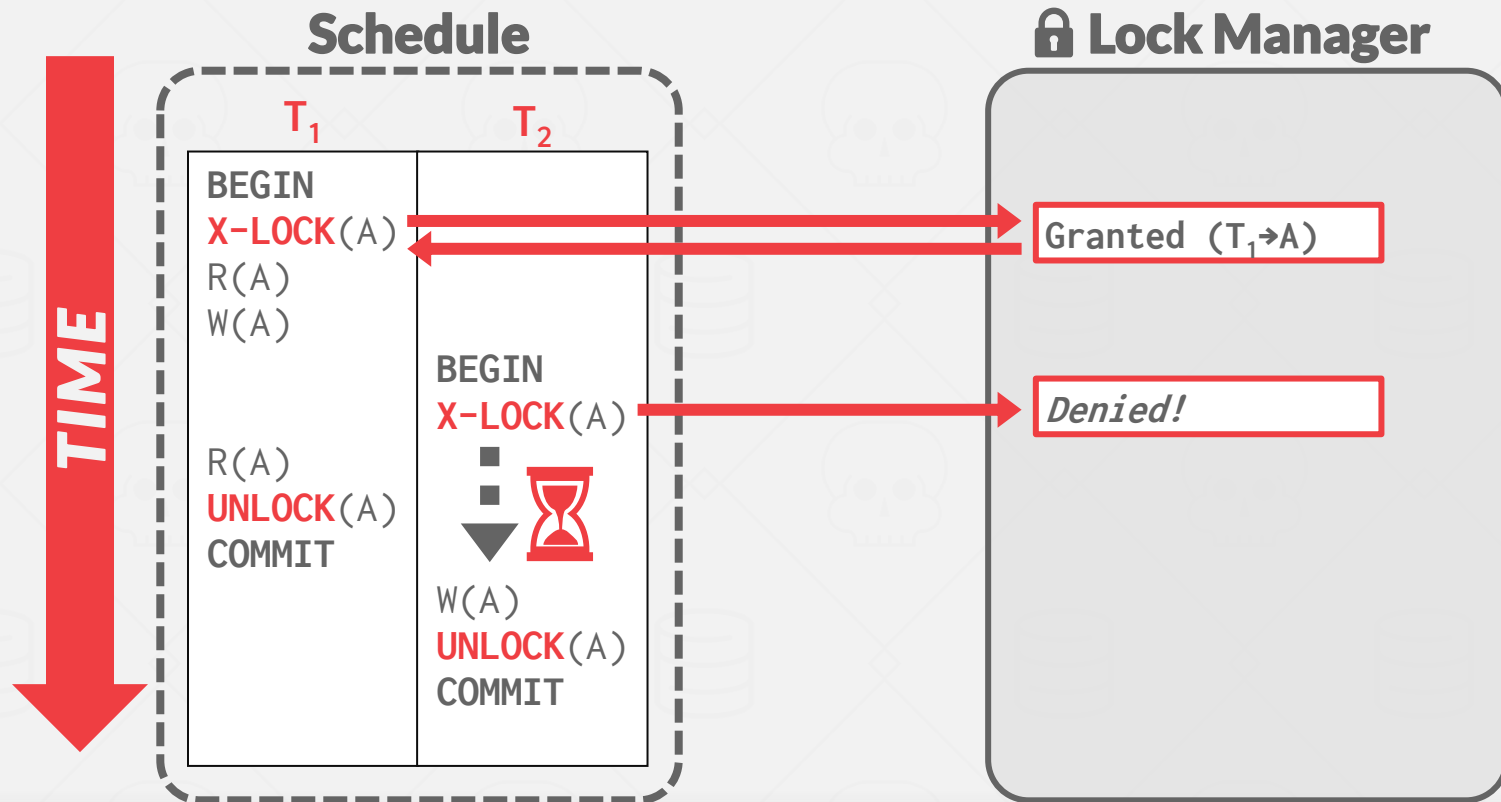 Schedule
Lock Manager
TIME
T₁
T₂
BEGIN
X-LOCK(A)
R(A)
W(A)
R(A)
UNLOCK(A)
COMMIT
BEGIN
X-LOCK(A)
W(A)
UNLOCK(A)
COMMIT
Granted (T₁→A)
Denied!